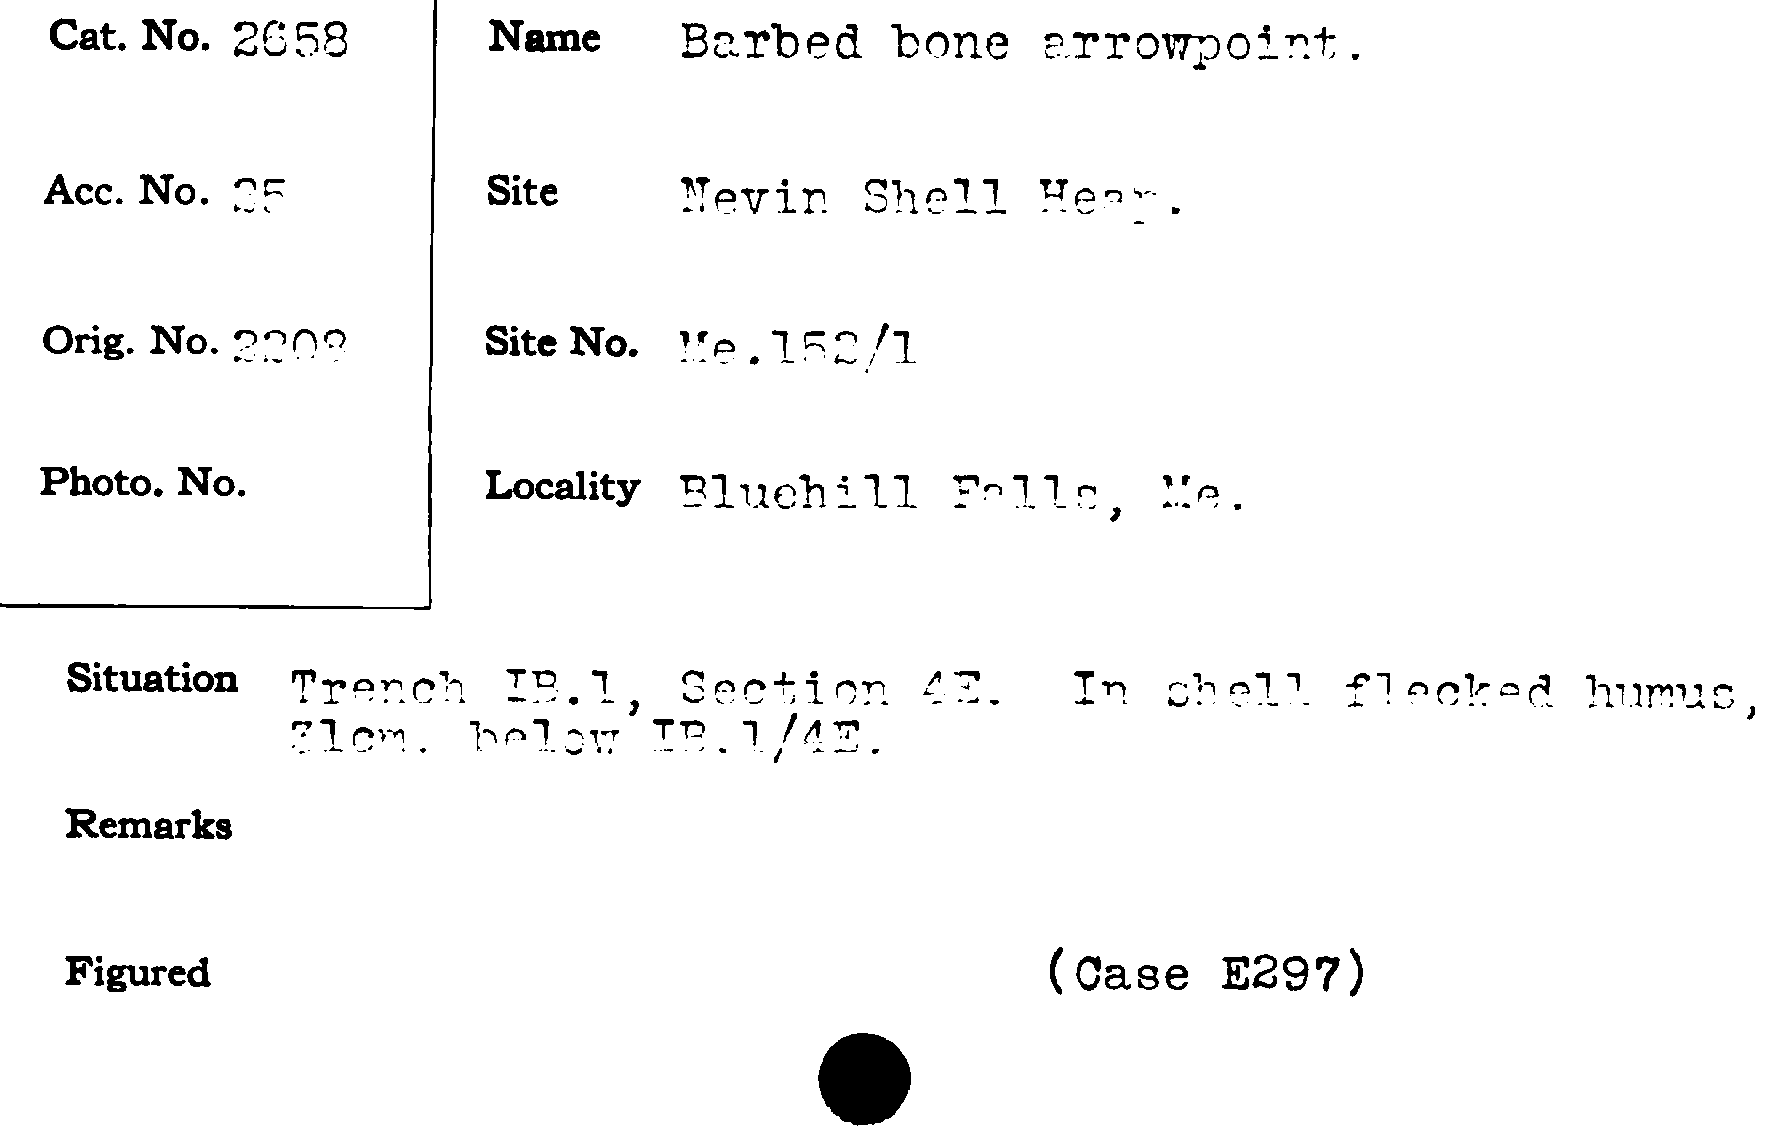 Cat. No. 2658
Name Barbed bone arrowpoint.
Acc. No. 25
Site Nevin Shell Heap.
Orig. No.
Site No. Me.152/1
Photo. No.
Locality Bluehill Falls, Me.
Situation Trench IB.1, Section 4E. In shell flecked humus,
31cm. below IB.1/4E.
Remarks
Figured (Case E297)